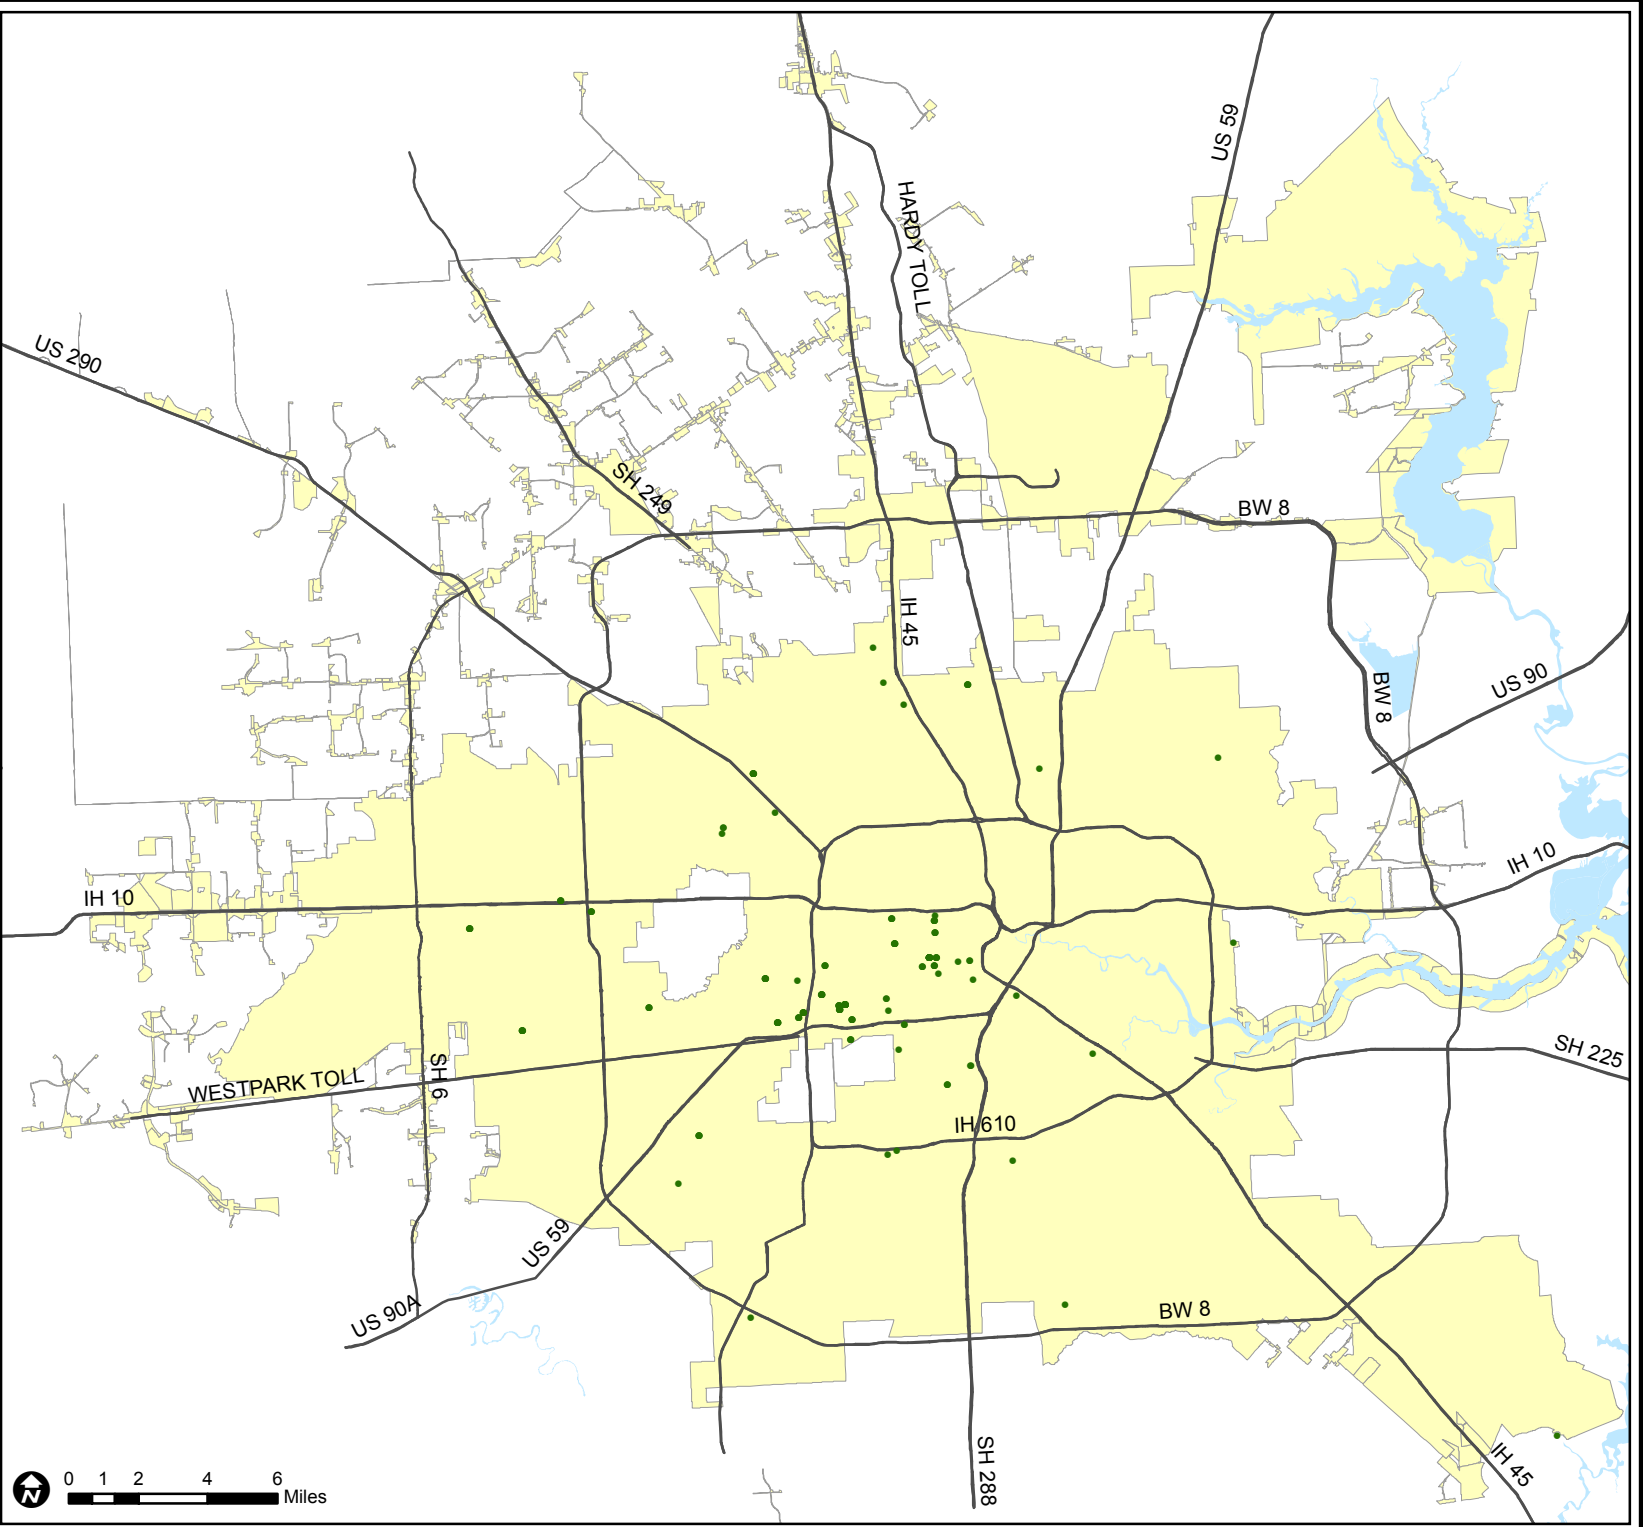 US 59
HARDY TOLL
US 290
SH 249
BW 8
IH 45
US 90
BW 8
IH 10
IH 10
SH 225
SH 6
WESTPARK TOLL
IH 610
US 59
US 90A
BW 8
IH 45
SH 288
N
0 1 2 4 6
Miles